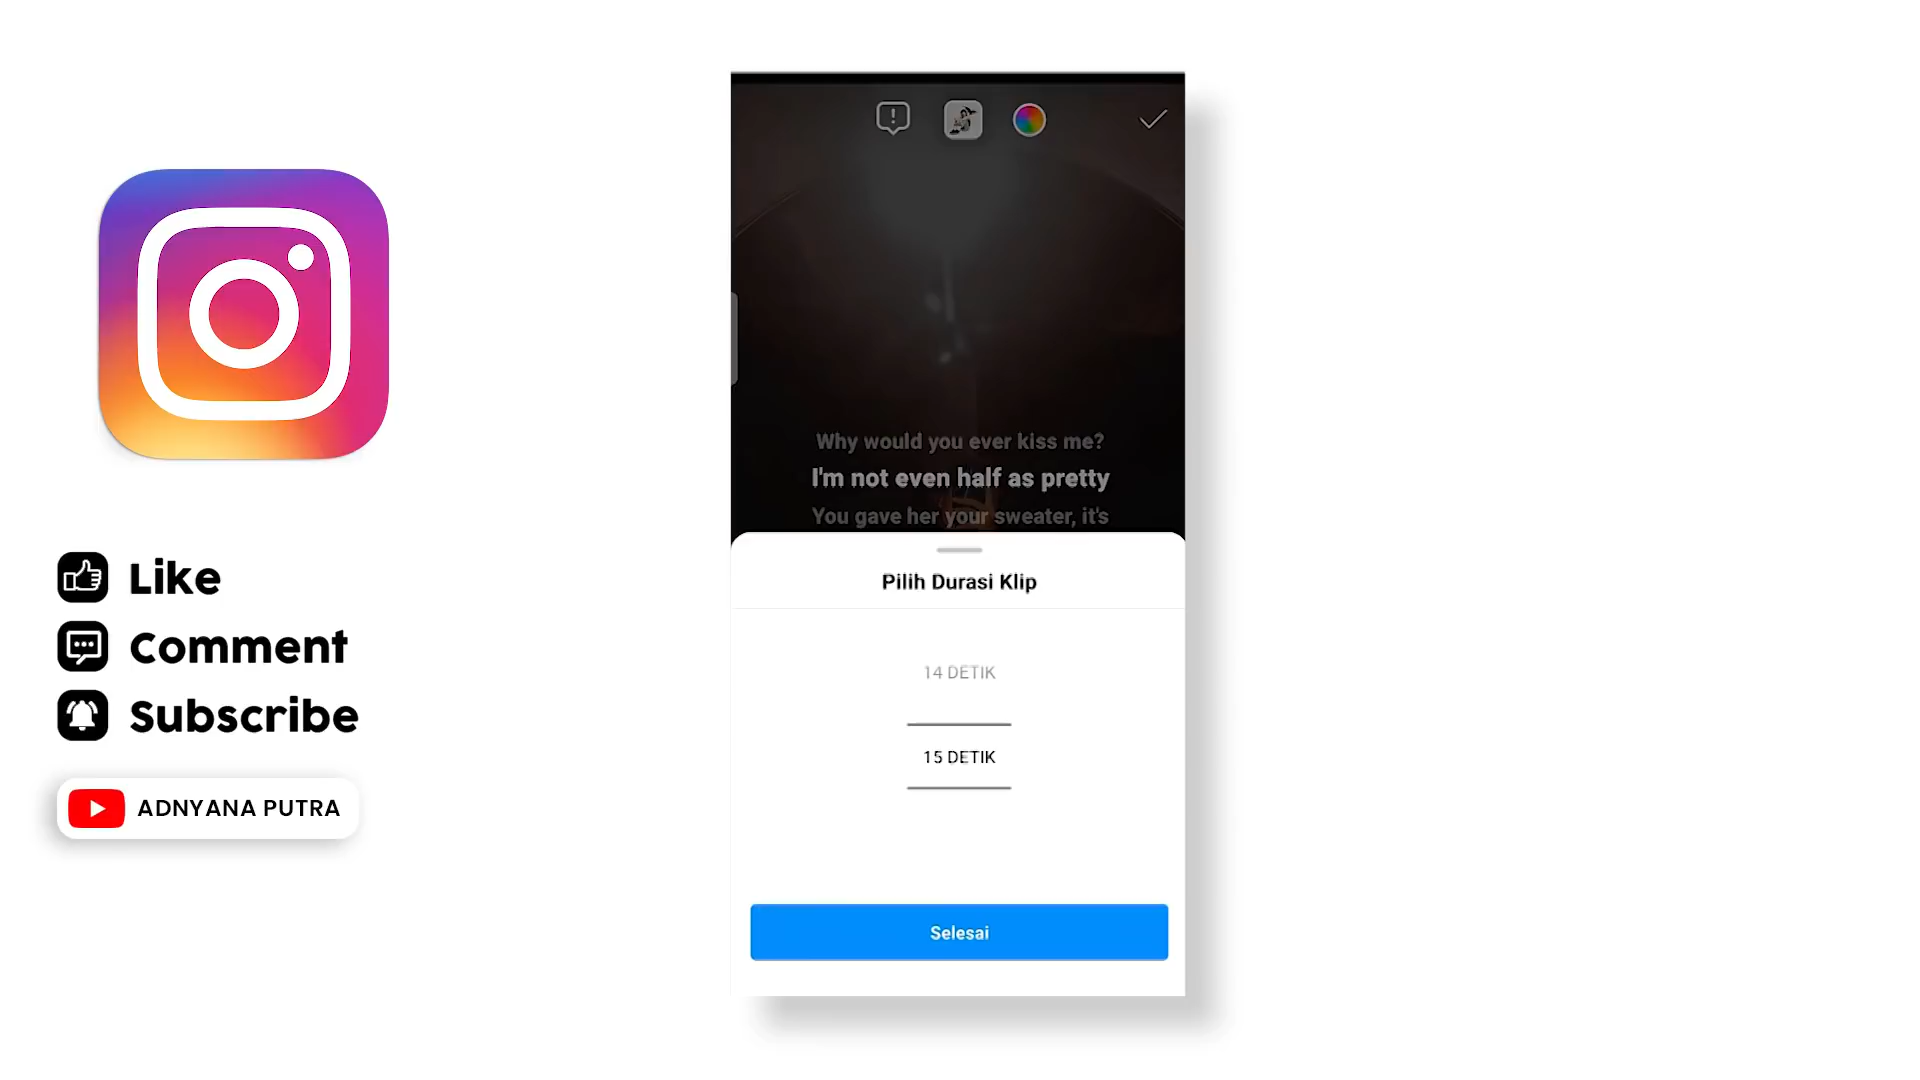 Like
Comment
Subscribe
ADNYANA PUTRA
Why would you ever kiss me?
I'm not even half as pretty
You gave her your sweater, it's
Pilih Durasi Klip
14 DETIK
15 DETIK
Selesai